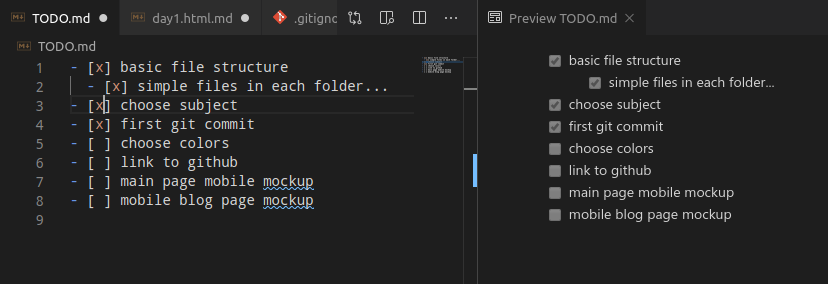 TODO.md
day1.html.md
.gitigno
Preview TODO.md
TODO.md
1 - [x] basic file structure
2 - [x] simple files in each folder...
3 - [x] choose subject
4 - [x] first git commit
5 - [ ] choose colors
6 - [ ] link to github
7 - [ ] main page mobile mockup
8 - [ ] mobile blog page mockup
9
basic file structure
simple files in each folder...
choose subject
first git commit
choose colors
link to github
main page mobile mockup
mobile blog page mockup